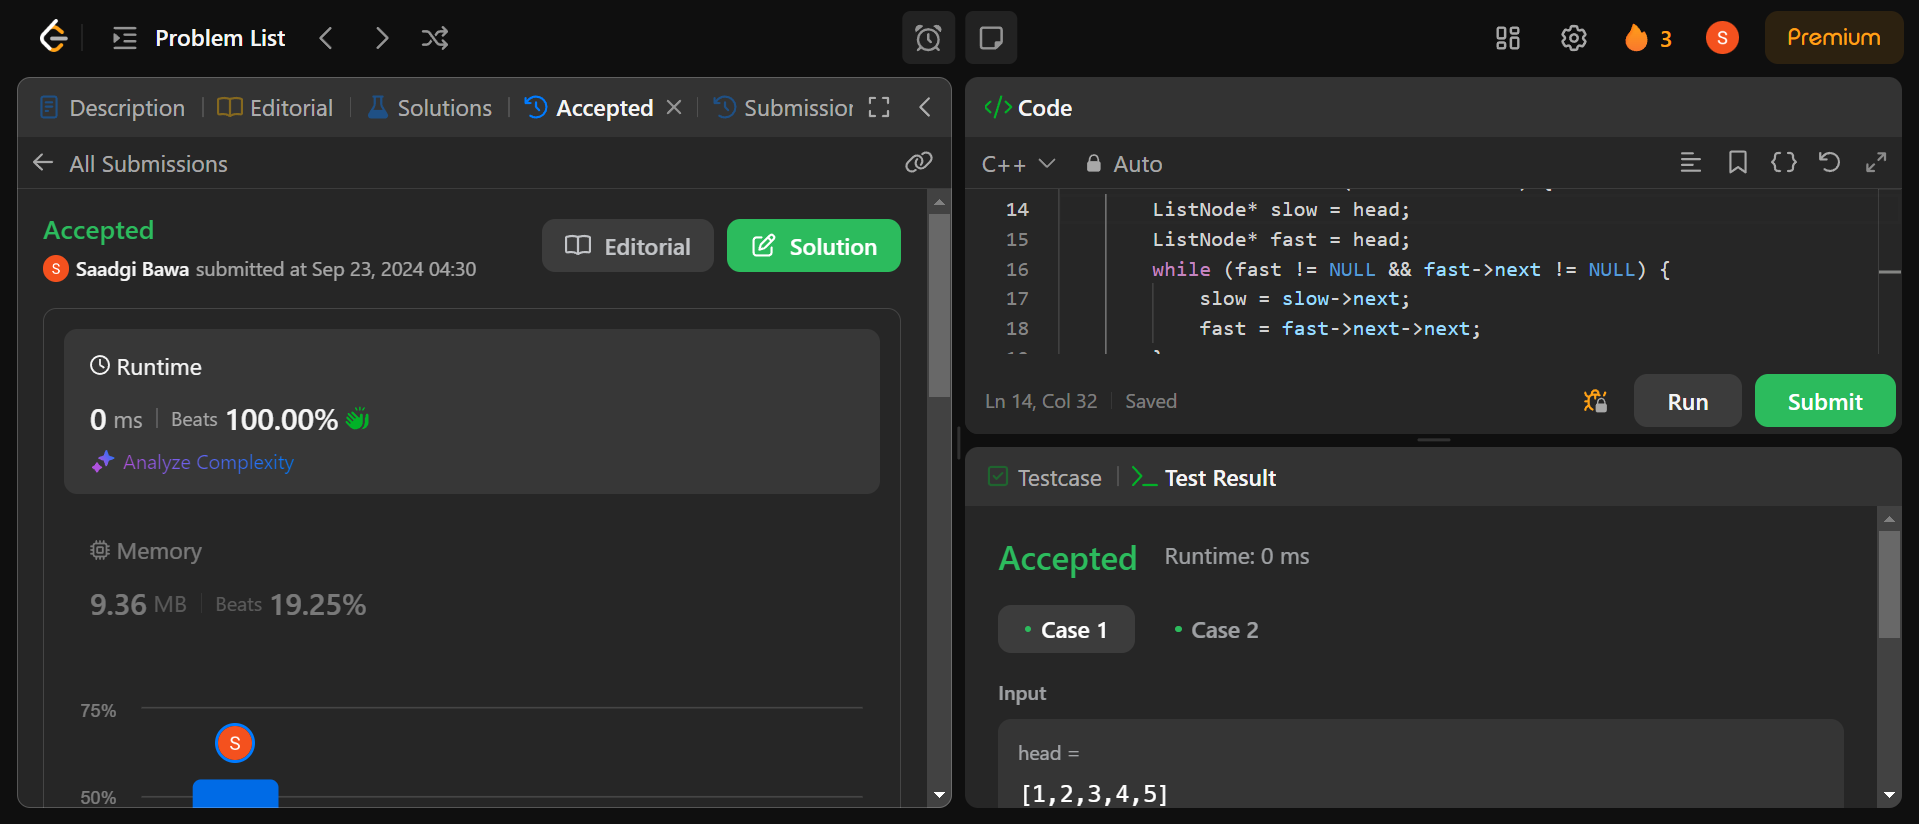 Problem List
3
S
Premium
Description
Editorial
Solutions
Accepted
Submission
All Submissions
Accepted
S Saadgi Bawa submitted at Sep 23, 2024 04:30
Editorial
Solution
Runtime
0 ms | Beats 100.00%
Analyze Complexity
Memory
9.36 MB | Beats 19.25%
75%
S
50%
</> Code
C++
Auto
14 ListNode* slow = head;
15 ListNode* fast = head;
16 while (fast != NULL && fast->next != NULL) {
17 slow = slow->next;
18 fast = fast->next->next;
Ln 14, Col 32 | Saved
Run
Submit
Testcase
Test Result
Accepted Runtime: 0 ms
• Case 1
• Case 2
Input
head =
[1,2,3,4,5]